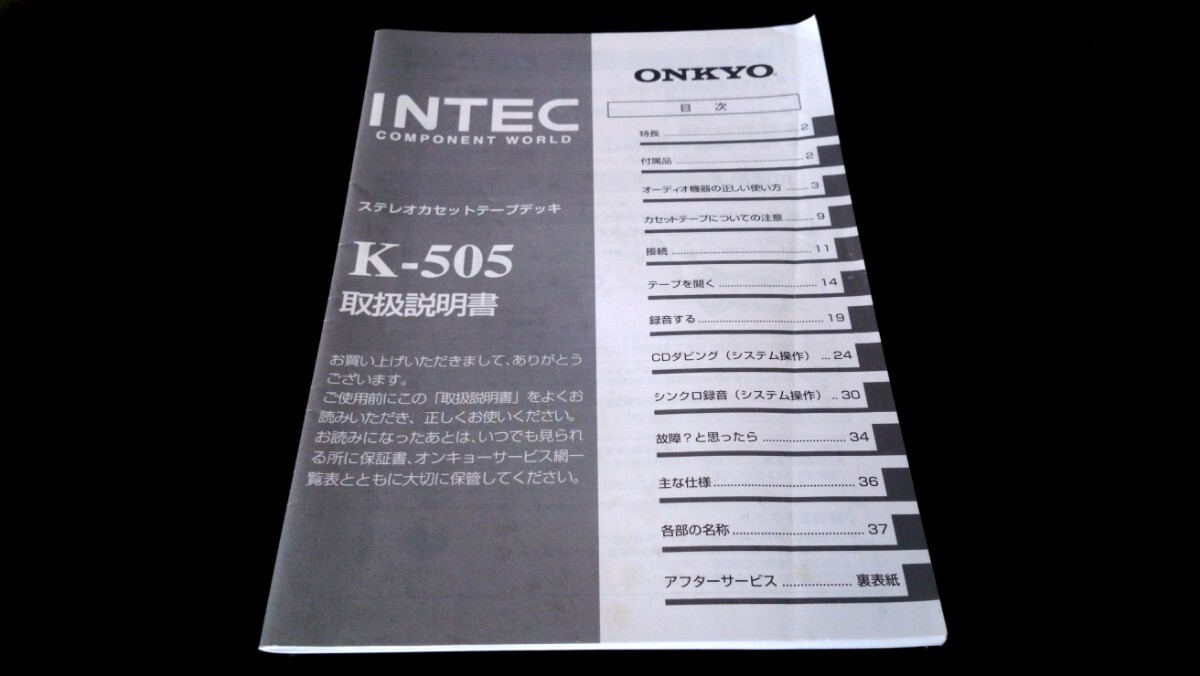 INTEC
COMPONENT WORLD
ステレオカセットテープデッキ
K-505
取扱説明書
お買い上げいただきまして、ありがとう
ございます。
ご使用前にこの「取扱説明書」をよくお
読みいただき、正しくお使いください。
お読みになったあとは、いつでも見られ
る所に保証書、オンキョーサービス網一
覧表とともに大切に保管してください。
ONKYO
目 次
特長 ........ 2
付属品 ........ 2
オーディオ機器の正しい使い方 ........ 3
カセットテープについての注意 ........ 9
接続 ........ 11
テープを聞く ........ 14
録音する ........ 19
CDダビング（システム操作） ... 24
シンクロ録音（システム操作） .. 30
故障？と思ったら ........ 34
主な仕様 ........ 36
各部の名称 ........ 37
アフターサービス ........ 裏表紙